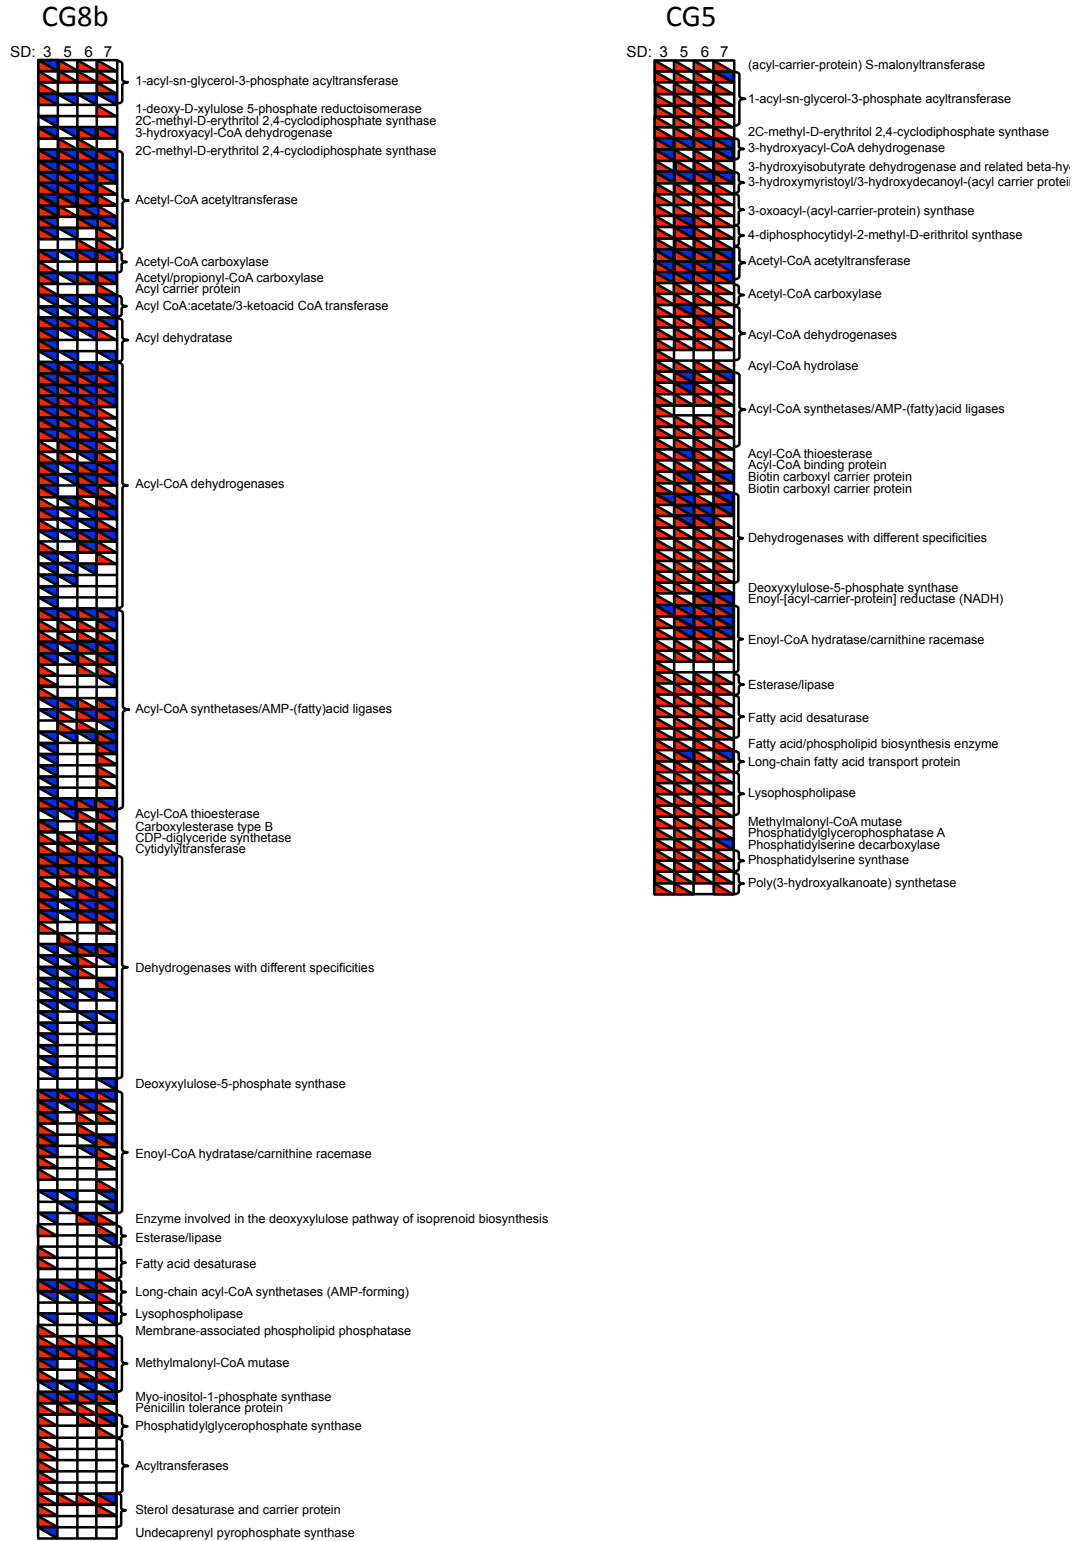 CG8b
SD: 3 5 6 7
1-acyl-sn-glycerol-3-phosphate acyltransferase
1-deoxy-D-xylulose 5-phosphate reductoisomerase
2C-methyl-D-erythritol 2,4-cyclodiphosphate synthase
3-hydroxyacyl-CoA dehydrogenase
2C-methyl-D-erythritol 2,4-cyclodiphosphate synthase
Acetyl-CoA acetyltransferase
Acetyl-CoA carboxylase
Acetyl/propionyl-CoA carboxylase
Acyl carrier protein
Acyl CoA:acetate/3-ketoacid CoA transferase
Acyl dehydratase
Acyl-CoA dehydrogenases
Acyl-CoA synthetases/AMP-(fatty)acid ligases
Acyl-CoA thioesterase
Carboxylesterase type B
CDP-diglyceride synthetase
Cytidylyltransferase
Dehydrogenases with different specificities
Deoxyxylulose-5-phosphate synthase
Enoyl-CoA hydratase/carnithine racemase
Enzyme involved in the deoxyxylulose pathway of isoprenoid biosynthesis
Esterase/lipase
Fatty acid desaturase
Long-chain acyl-CoA synthetases (AMP-forming)
Lysophospholipase
Membrane-associated phospholipid phosphatase
Methylmalonyl-CoA mutase
Myo-inositol-1-phosphate synthase
Penicillin tolerance protein
Phosphatidylglycerophosphate synthase
Acyltransferases
Sterol desaturase and carrier protein
Undecaprenyl pyrophosphate synthase
CG5
SD: 3 5 6 7
(acyl-carrier-protein) S-malonyltransferase
1-acyl-sn-glycerol-3-phosphate acyltransferase
2C-methyl-D-erythritol 2,4-cyclodiphosphate synthase
3-hydroxyacyl-CoA dehydrogenase
3-hydroxyisobutyrate dehydrogenase and related beta-hy
3-hydroxymyristoyl/3-hydroxydecanoyl-(acyl carrier protei
3-oxoacyl-(acyl-carrier-protein) synthase
4-diphosphocytidyl-2-methyl-D-erithritol synthase
Acetyl-CoA acetyltransferase
Acetyl-CoA carboxylase
Acyl-CoA dehydrogenases
Acyl-CoA hydrolase
Acyl-CoA synthetases/AMP-(fatty)acid ligases
Acyl-CoA thioesterase
Acyl-CoA binding protein
Biotin carboxyl carrier protein
Biotin carboxyl carrier protein
Dehydrogenases with different specificities
Deoxyxylulose-5-phosphate synthase
Enoyl-[acyl-carrier-protein] reductase (NADH)
Enoyl-CoA hydratase/carnithine racemase
Esterase/lipase
Fatty acid desaturase
Fatty acid/phospholipid biosynthesis enzyme
Long-chain fatty acid transport protein
Lysophospholipase
Methylmalonyl-CoA mutase
Phosphatidylglycerophosphatase A
Phosphatidylserine decarboxylase
Phosphatidylserine synthase
Poly(3-hydroxyalkanoate) synthetase